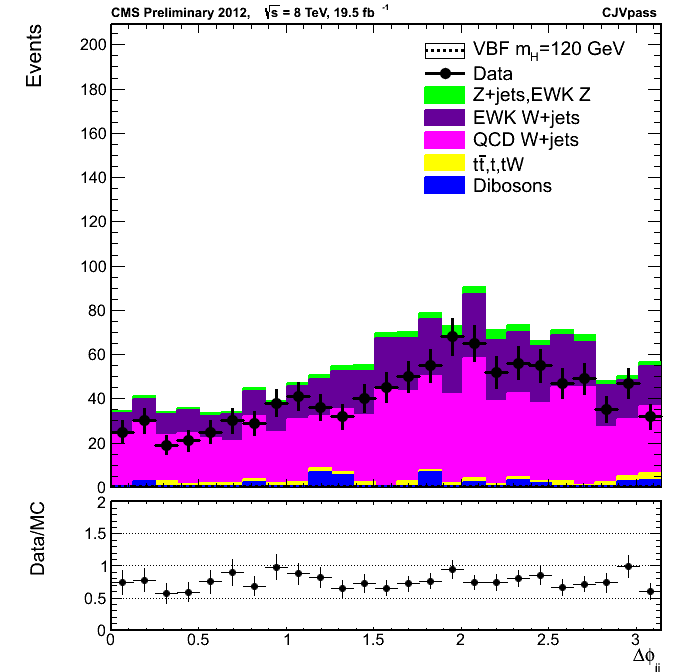 CMS Preliminary 2012, √s = 8 TeV, 19.5 fb⁻¹ CJVpass
Events
200
180
160
140
120
100
80
60
40
20
0
VBF m_H=120 GeV
Data
Z+jets,EWK Z
EWK W+jets
QCD W+jets
tt̄,t,tW
Dibosons
Data/MC
2
1.5
1
0.5
0
0 0.5 1 1.5 2 2.5 3
Δϕ_jj